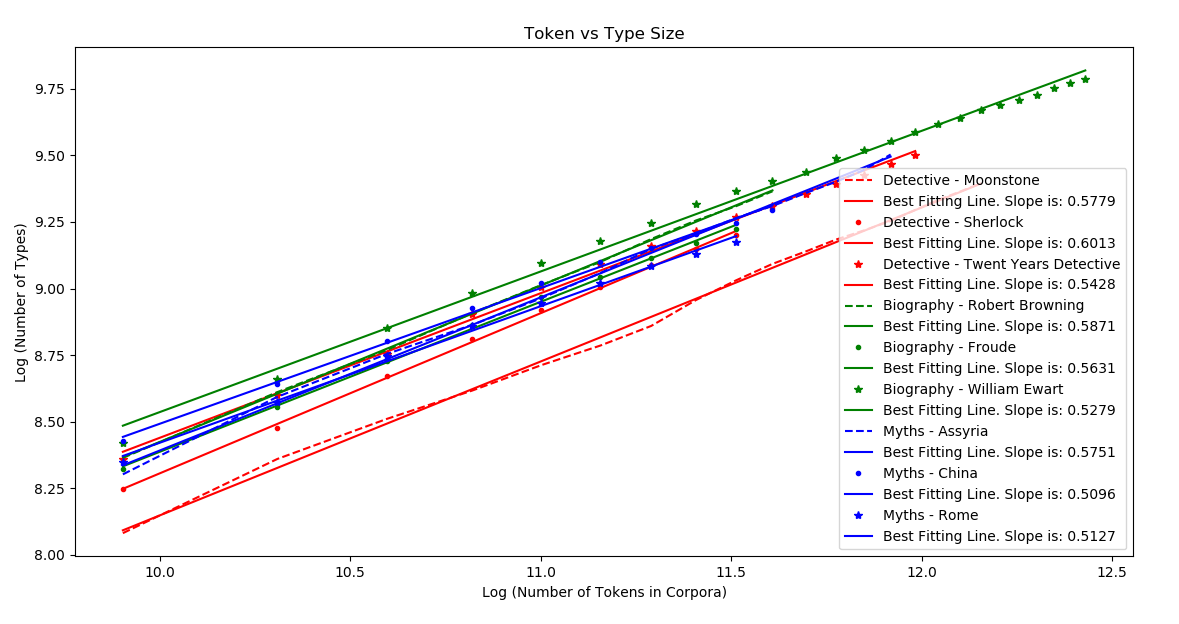 Token vs Type Size
Log (Number of Types)
9.75
9.50
9.25
9.00
8.75
8.50
8.25
8.00
10.0
10.5
11.0
11.5
12.0
12.5
Log (Number of Tokens in Corpora)
Detective - Moonstone
Best Fitting Line. Slope is: 0.5779
Detective - Sherlock
Best Fitting Line. Slope is: 0.6013
Detective - Twent Years Detective
Best Fitting Line. Slope is: 0.5428
Biography - Robert Browning
Best Fitting Line. Slope is: 0.5871
Biography - Froude
Best Fitting Line. Slope is: 0.5631
Biography - William Ewart
Best Fitting Line. Slope is: 0.5279
Myths - Assyria
Best Fitting Line. Slope is: 0.5751
Myths - China
Best Fitting Line. Slope is: 0.5096
Myths - Rome
Best Fitting Line. Slope is: 0.5127